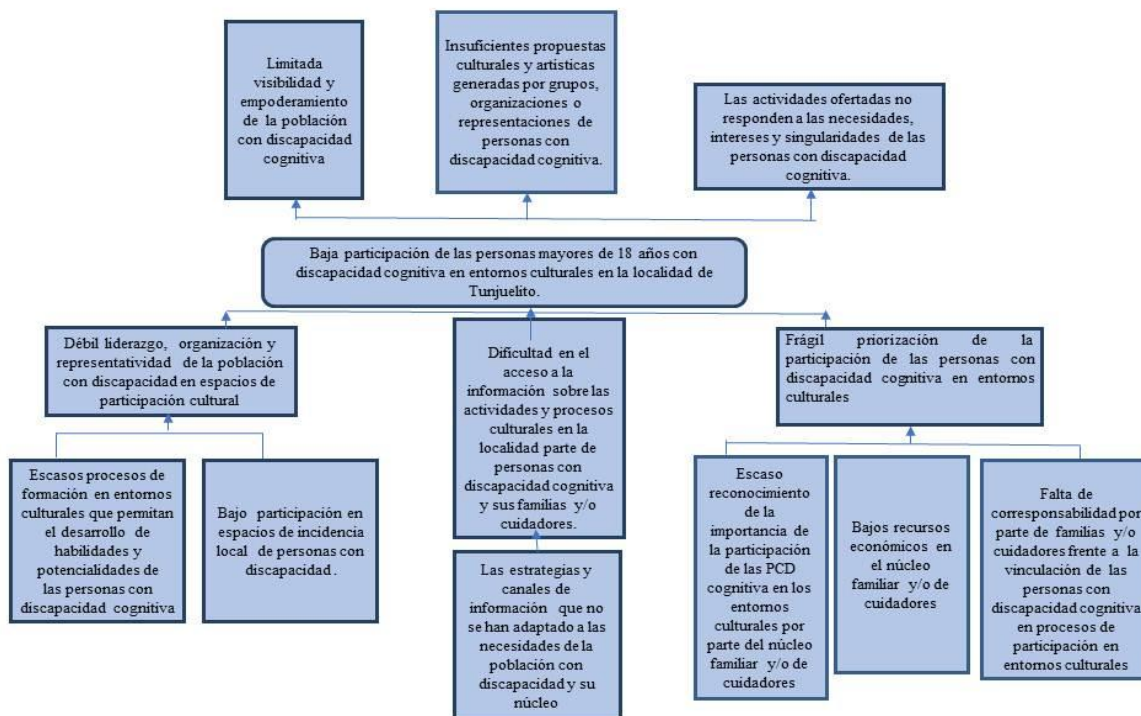 Limitada
visibilidad y
empoderamiento
de la población
con discapacidad
cognitiva
Insuficientes propuestas
culturales y artísticas
generadas por grupos,
organizaciones o
representaciones de
personas con
discapacidad cognitiva.
Las actividades ofertadas no
responden a las necesidades,
intereses y singularidades de las
personas con discapacidad
cognitiva.
Baja participación de las personas mayores de 18 años con
discapacidad cognitiva en entornos culturales en la localidad de
Tunjuelito.
Débil liderazgo, organización y
representatividad de la población
con discapacidad en espacios de
participación cultural
Dificultad en el
acceso a la
información sobre las
actividades y procesos
culturales en la
localidad parte de
personas con
discapacidad cognitiva
y sus familias y/o
cuidadores.
Frágil priorización de la
participación de las personas con
discapacidad cognitiva en entornos
culturales
Escasos procesos de
formación en entornos
culturales que permitan
el desarrollo de
habilidades y
potencialidades de
las personas con
discapacidad cognitiva
Bajo participación en
espacios de incidencia
local de personas con
discapacidad .
Las estrategias y
canales de
información que no
se han adaptado a las
necesidades de la
población con
discapacidad y su
núcleo
Escaso
reconocimiento
de la
importancia de
la participación
de las PCD
cognitiva en los
entornos
culturales por
parte del núcleo
familiar y/o de
cuidadores
Bajos recursos
económicos en
el núcleo
familiar y/o de
cuidadores
Falta de
corresponsabilidad por
parte de familias y/o
cuidadores frente a la
vinculación de las
personas con
discapacidad cognitiva
en procesos de
participación en
entornos culturales